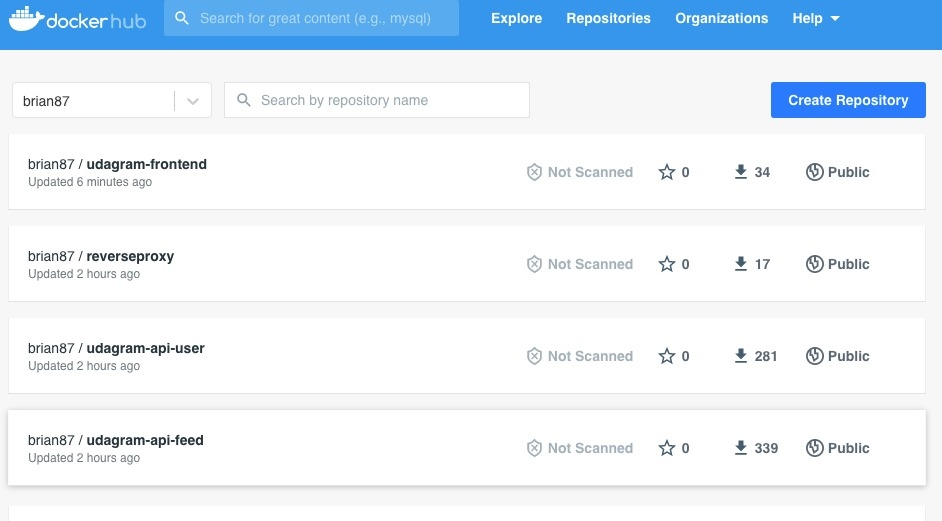 dockerhub
Search for great content (e.g., mysql)
Explore
Repositories
Organizations
Help
brian87
Search by repository name
Create Repository
brian87 / udagram-frontend
Updated 6 minutes ago
Not Scanned
0
34
Public
brian87 / reverseproxy
Updated 2 hours ago
Not Scanned
0
17
Public
brian87 / udagram-api-user
Updated 2 hours ago
Not Scanned
0
281
Public
brian87 / udagram-api-feed
Updated 2 hours ago
Not Scanned
0
339
Public